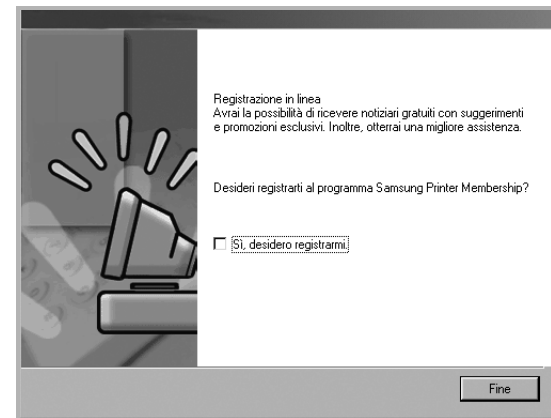 Registrazione in linea
Avrai la possibilità di ricevere notiziari gratuiti con suggerimenti
e promozioni esclusivi. Inoltre, otterrai una migliore assistenza.
Desideri registrarti al programma Samsung Printer Membership?
Sì, desidero registrarmi.
Fine